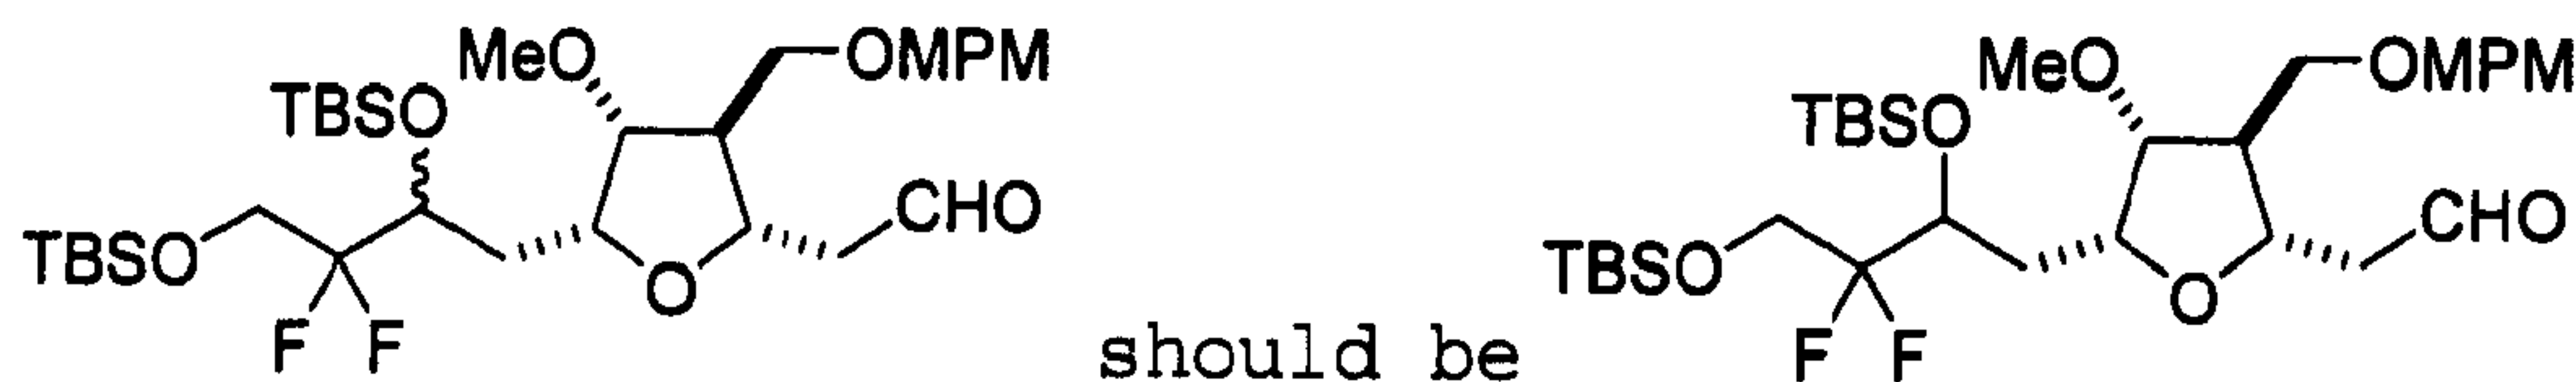 MeO OMPM MeO OMPM
TBSO TBSO
CHO CHO
TBSO TBSO
O O
F F should be F F